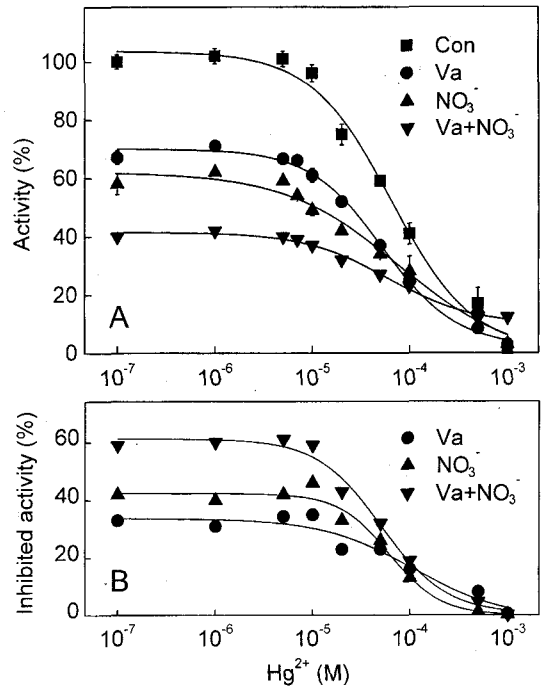 100
80
60
40
20
0
Activity (%)
A
Con
Va
NO₃⁻
Va+NO₃⁻
10⁻⁷ 10⁻⁶ 10⁻⁵ 10⁻⁴ 10⁻³
60
40
20
0
Inhibited activity (%)
B
Va
NO₃⁻
Va+NO₃⁻
10⁻⁷ 10⁻⁶ 10⁻⁵ 10⁻⁴ 10⁻³
Hg²⁺ (M)